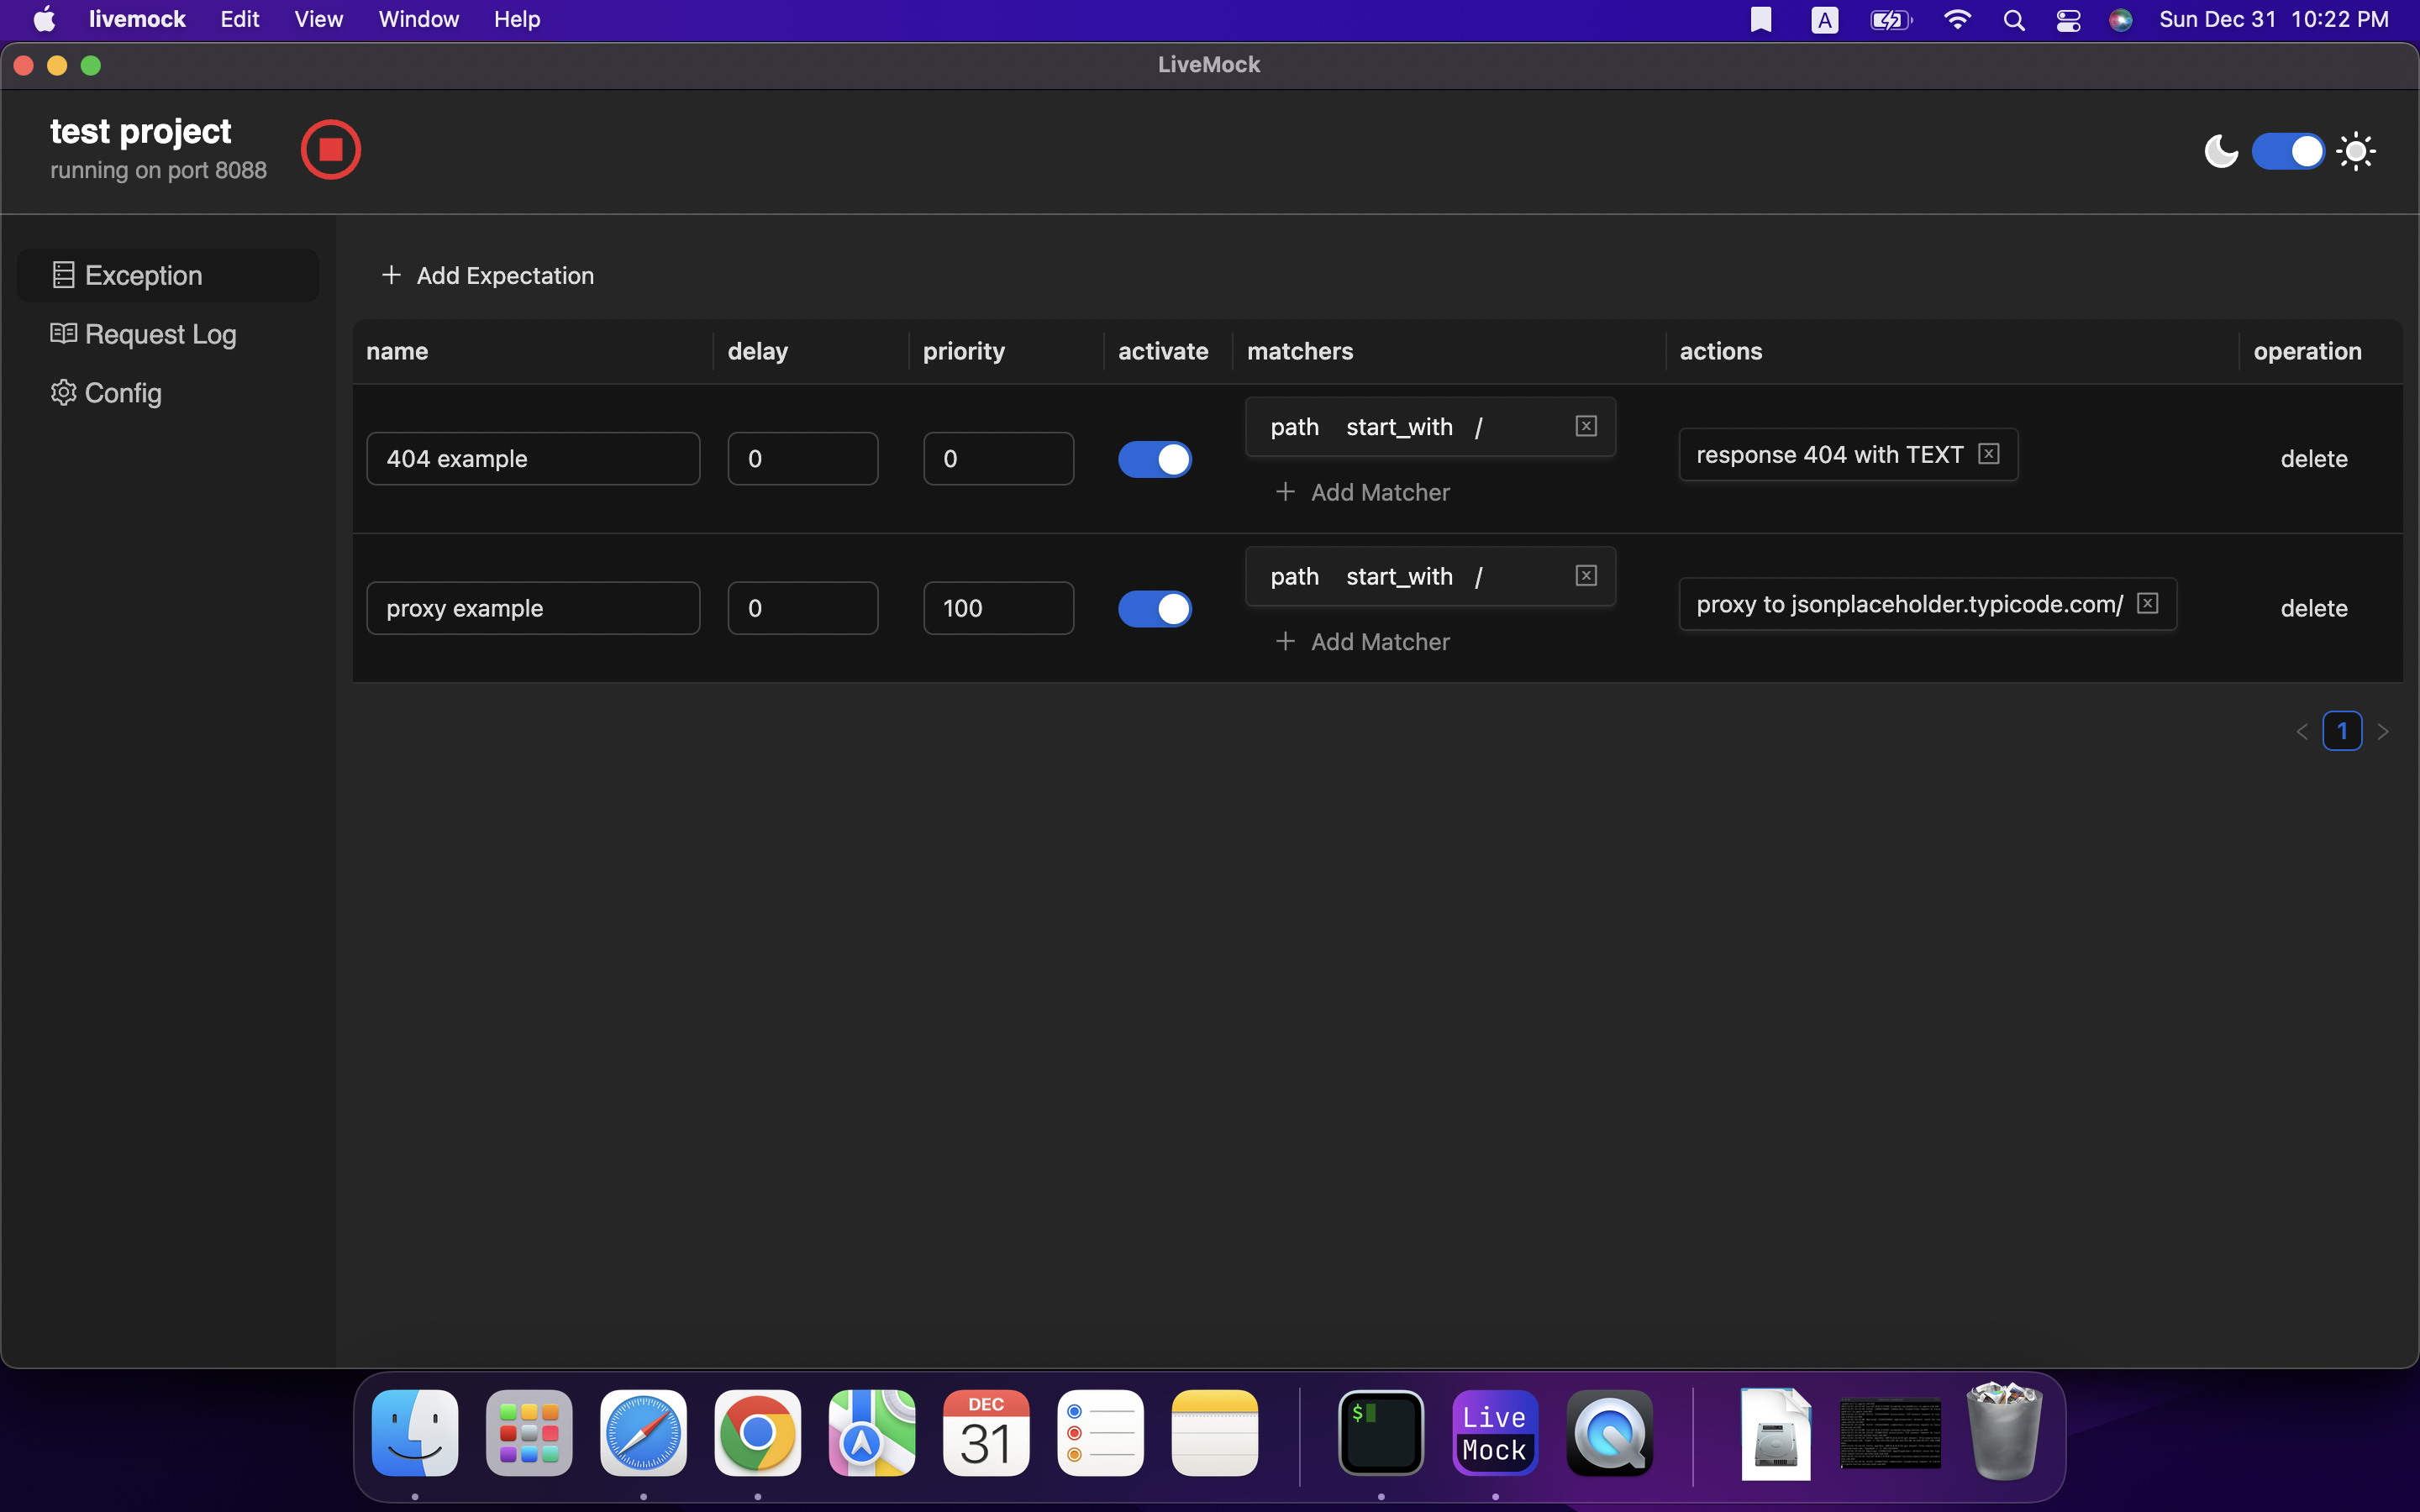 livemock Edit View Window Help A Sun Dec 31 10:22 PM
LiveMock
test project
running on port 8088
Exception
Request Log
Config
+ Add Expectation
name delay priority activate matchers actions operation
404 example 0 0 path start_with / response 404 with TEXT delete
+ Add Matcher
proxy example 0 100 path start_with / proxy to jsonplaceholder.typicode.com/ delete
+ Add Matcher
< 1 >
DEC
31
$
Live
Mock